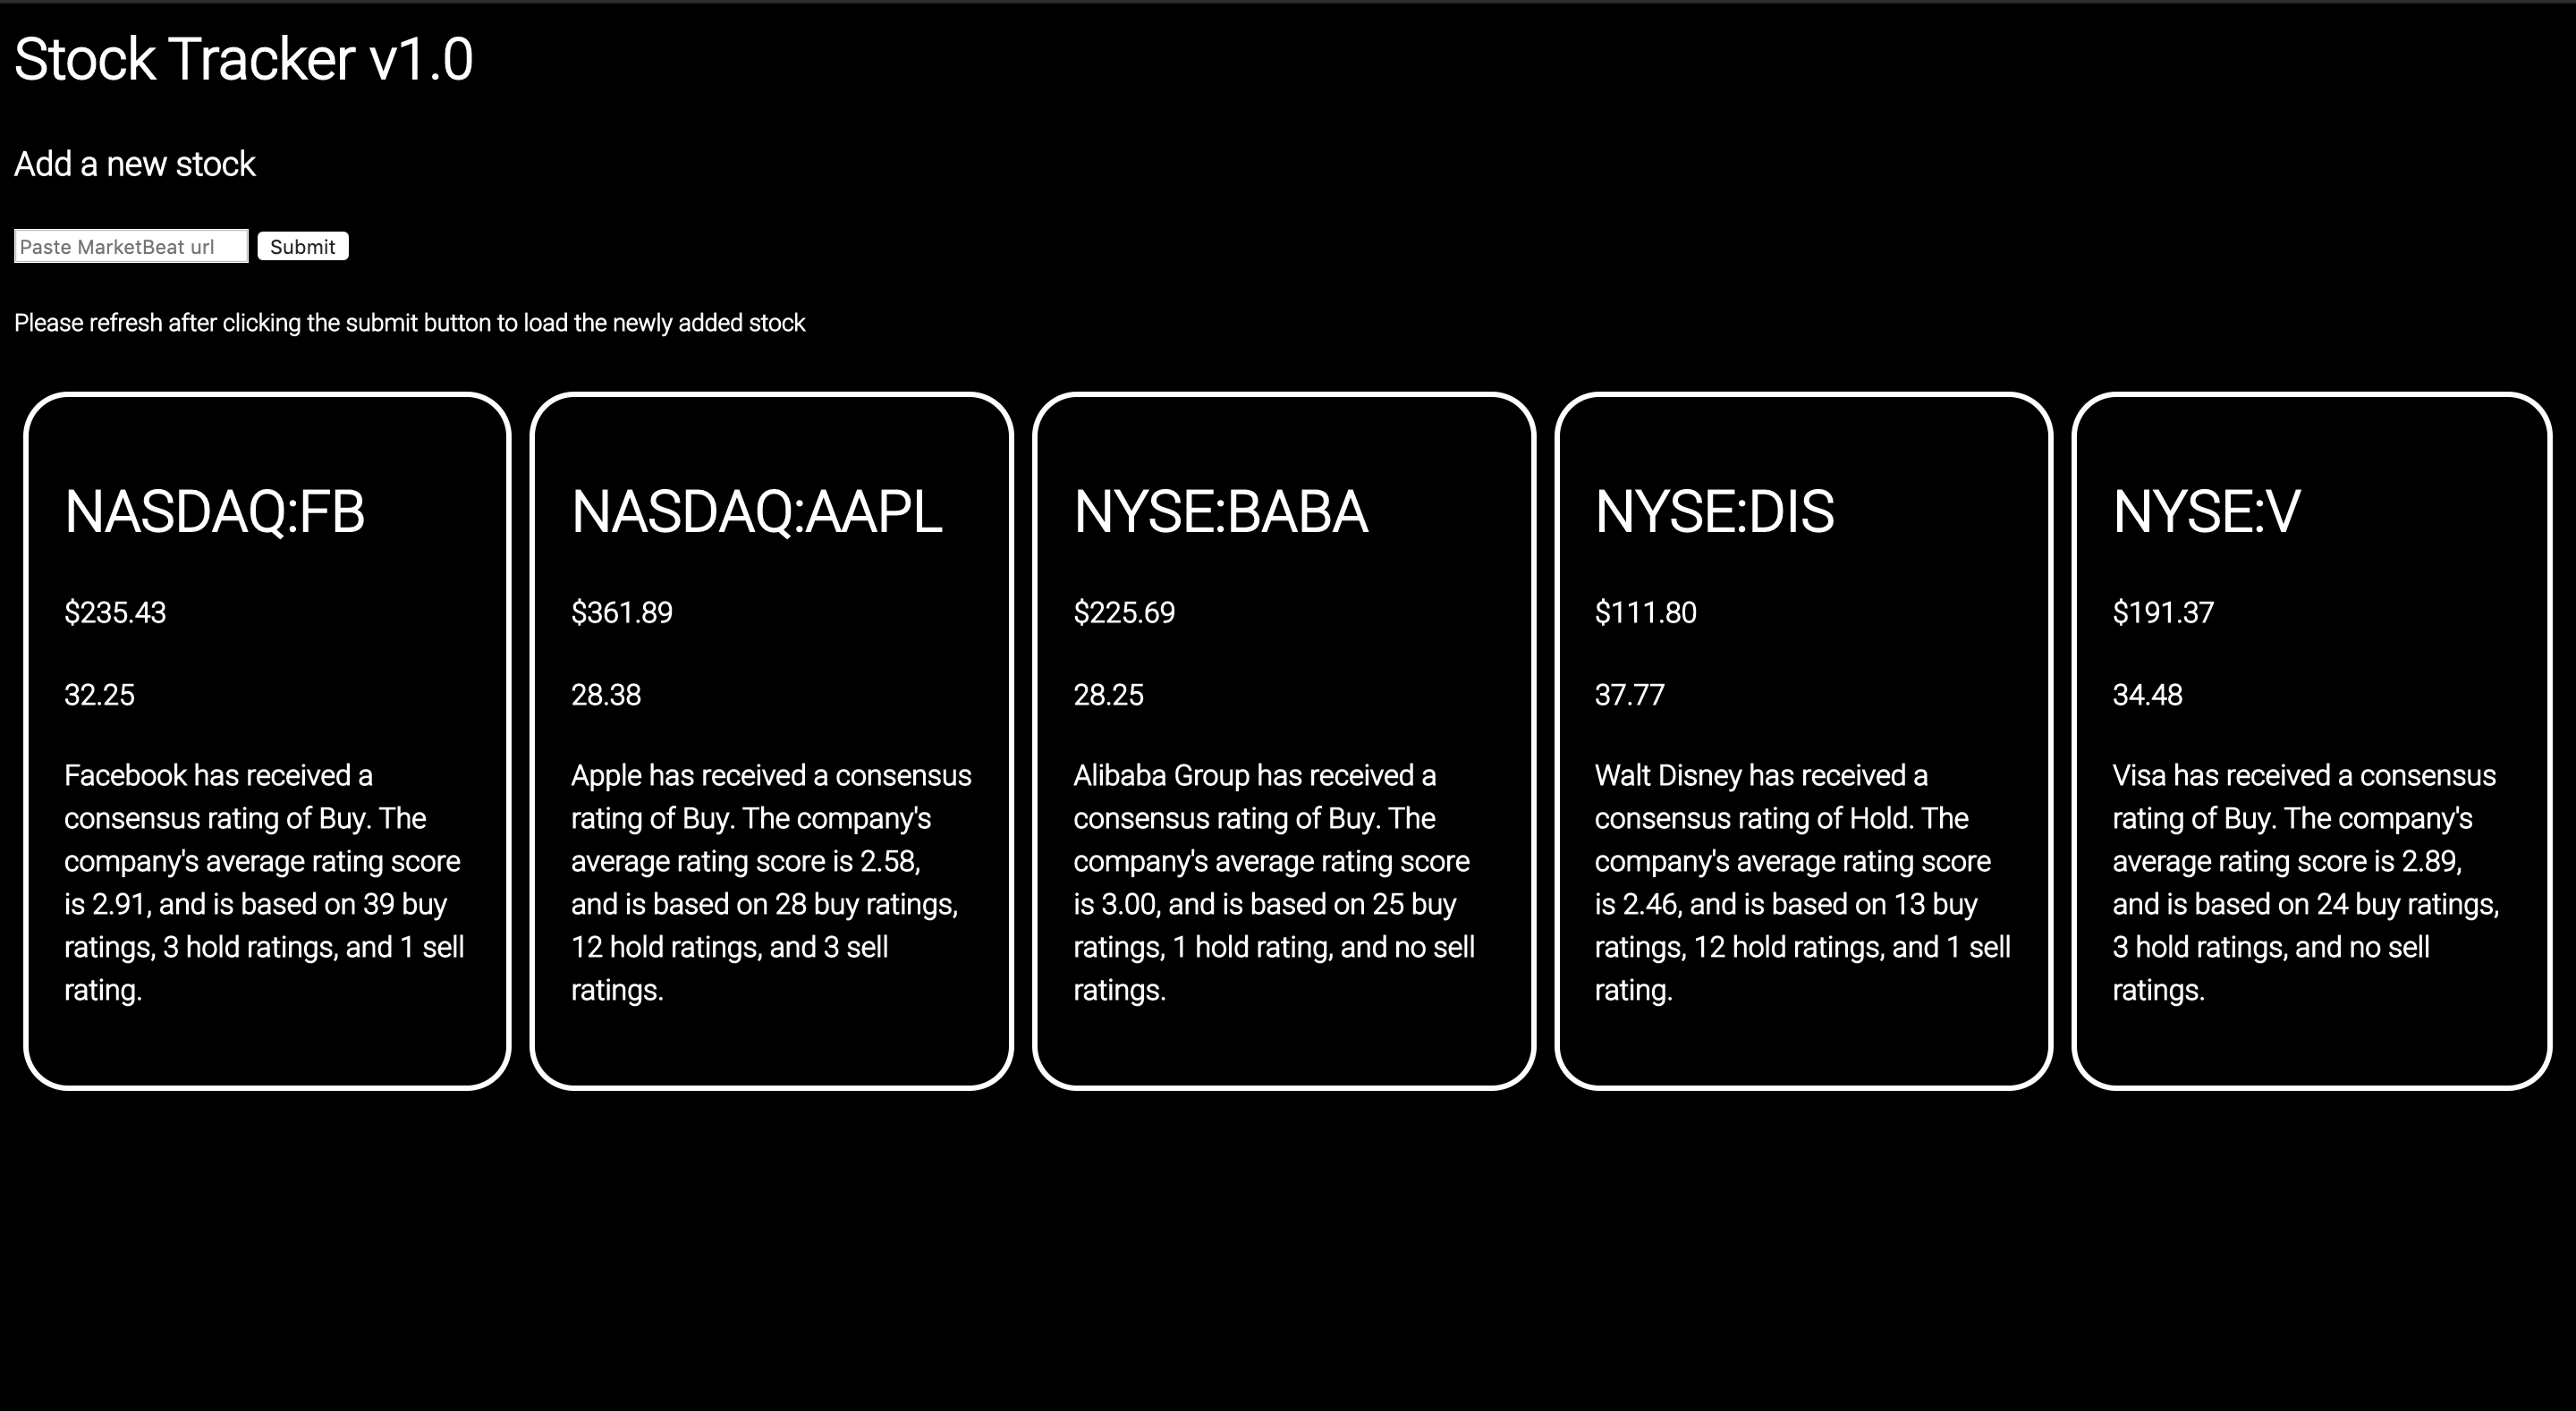 Stock Tracker v1.0
Add a new stock
Paste MarketBeat url Submit
Please refresh after clicking the submit button to load the newly added stock
NASDAQ:FB
$235.43
32.25
Facebook has received a
consensus rating of Buy. The
company's average rating score
is 2.91, and is based on 39 buy
ratings, 3 hold ratings, and 1 sell
rating.
NASDAQ:AAPL
$361.89
28.38
Apple has received a consensus
rating of Buy. The company's
average rating score is 2.58,
and is based on 28 buy ratings,
12 hold ratings, and 3 sell
ratings.
NYSE:BABA
$225.69
28.25
Alibaba Group has received a
consensus rating of Buy. The
company's average rating score
is 3.00, and is based on 25 buy
ratings, 1 hold rating, and no sell
ratings.
NYSE:DIS
$111.80
37.77
Walt Disney has received a
consensus rating of Hold. The
company's average rating score
is 2.46, and is based on 13 buy
ratings, 12 hold ratings, and 1 sell
rating.
NYSE:V
$191.37
34.48
Visa has received a consensus
rating of Buy. The company's
average rating score is 2.89,
and is based on 24 buy ratings,
3 hold ratings, and no sell
ratings.